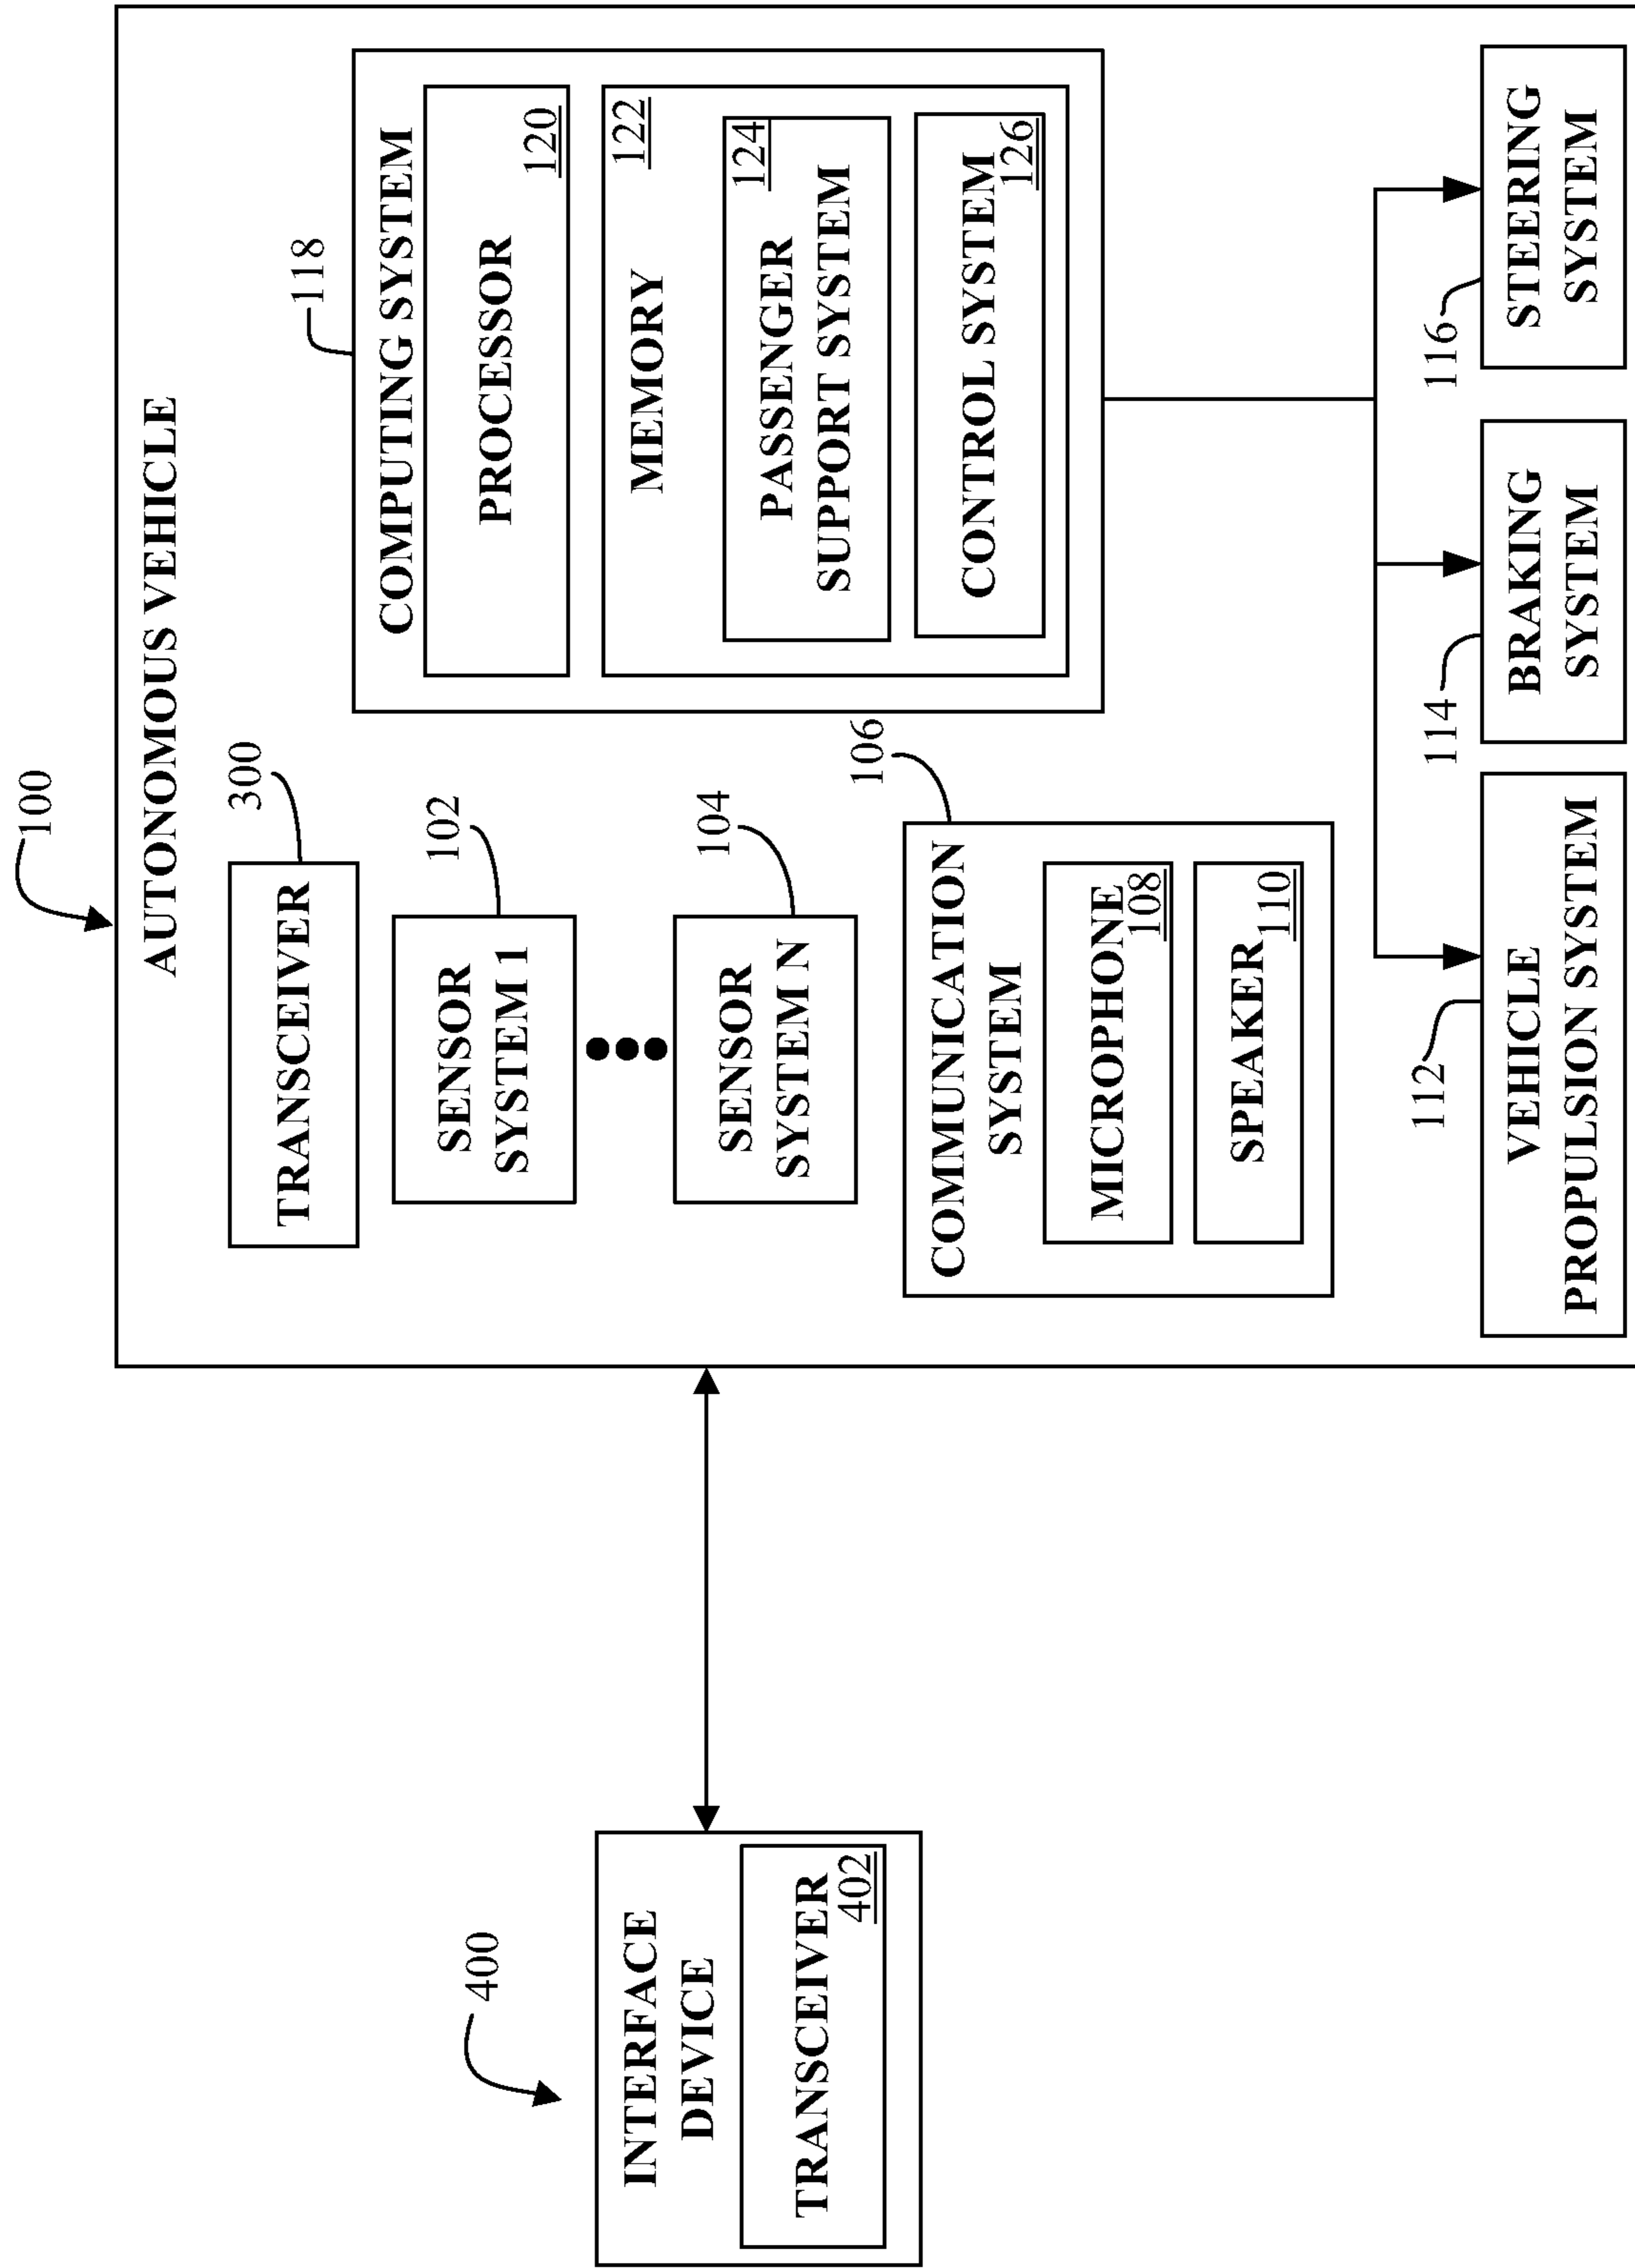 100
AUTONOMOUS VEHICLE
300
TRANSCEIVER
102
SENSOR
SYSTEM 1
104
SENSOR
SYSTEM N
106
COMMUNICATION
SYSTEM
MICROPHONE
108
SPEAKER
110
118
COMPUTING SYSTEM
PROCESSOR
120
MEMORY
122
PASSENGER
SUPPORT SYSTEM
124
CONTROL SYSTEM
126
112
VEHICLE
PROPULSION SYSTEM
114
BRAKING
SYSTEM
116
STEERING
SYSTEM
400
INTERFACE
DEVICE
TRANSCEIVER
402